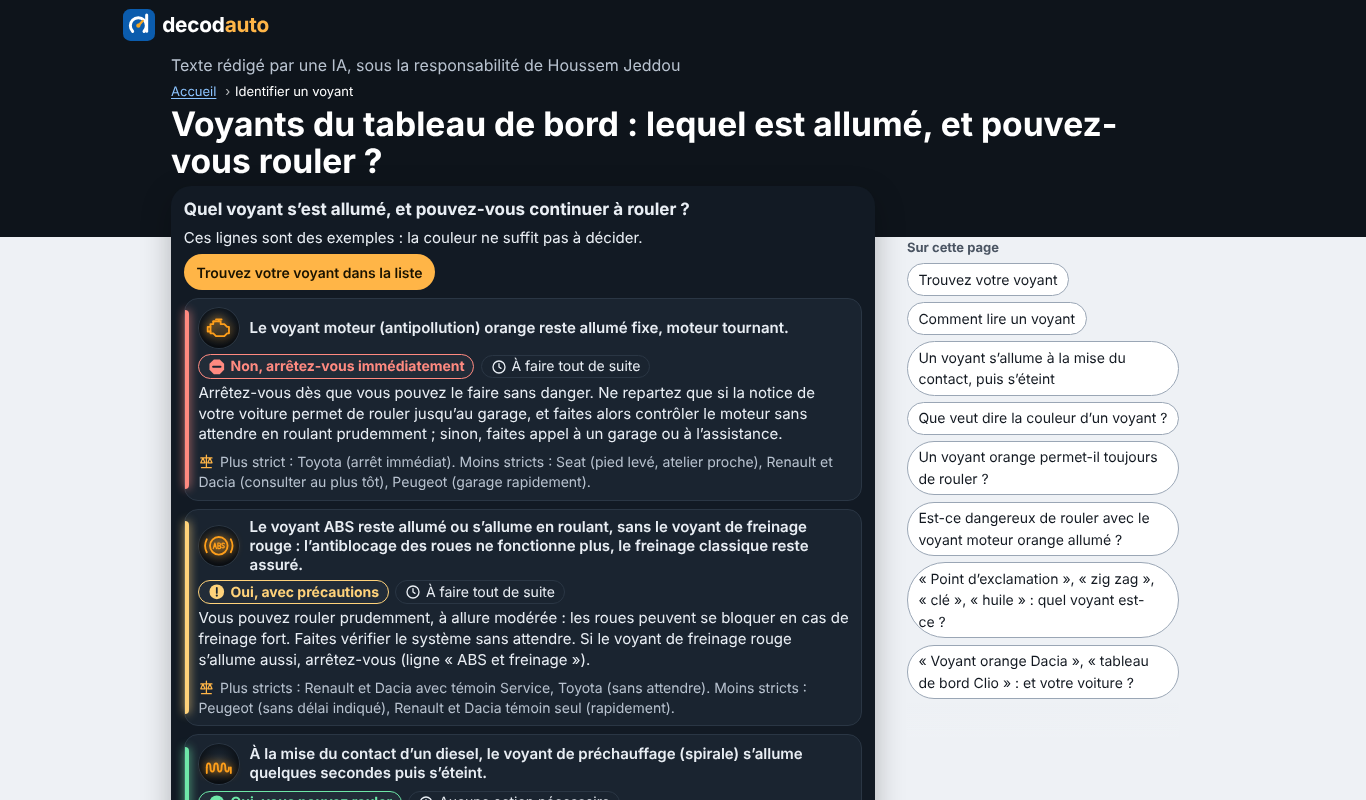 decodauto
Texte rédigé par une IA, sous la responsabilité de Houssem Jeddou
Accueil › Identifier un voyant
Voyants du tableau de bord : lequel est allumé, et pouvez-
vous rouler ?
Quel voyant s’est allumé, et pouvez-vous continuer à rouler ?
Ces lignes sont des exemples : la couleur ne suffit pas à décider.
Trouvez votre voyant dans la liste
Le voyant moteur (antipollution) orange reste allumé fixe, moteur tournant.
Non, arrêtez-vous immédiatement
À faire tout de suite
Arrêtez-vous dès que vous pouvez le faire sans danger. Ne repartez que si la notice de
votre voiture permet de rouler jusqu’au garage, et faites alors contrôler le moteur sans
attendre en roulant prudemment ; sinon, faites appel à un garage ou à l’assistance.
Plus strict : Toyota (arrêt immédiat). Moins stricts : Seat (pied levé, atelier proche), Renault et
Dacia (consulter au plus tôt), Peugeot (garage rapidement).
ABS
Le voyant ABS reste allumé ou s’allume en roulant, sans le voyant de freinage
rouge : l’antiblocage des roues ne fonctionne plus, le freinage classique reste
assuré.
Oui, avec précautions
À faire tout de suite
Vous pouvez rouler prudemment, à allure modérée : les roues peuvent se bloquer en cas de
freinage fort. Faites vérifier le système sans attendre. Si le voyant de freinage rouge
s’allume aussi, arrêtez-vous (ligne « ABS et freinage »).
Plus stricts : Renault et Dacia avec témoin Service, Toyota (sans attendre). Moins stricts :
Peugeot (sans délai indiqué), Renault et Dacia témoin seul (rapidement).
À la mise du contact d’un diesel, le voyant de préchauffage (spirale) s’allume
quelques secondes puis s’éteint.
Oui, vous pouvez rouler
Aucune action nécessaire
Sur cette page
Trouvez votre voyant
Comment lire un voyant
Un voyant s’allume à la mise du
contact, puis s’éteint
Que veut dire la couleur d’un voyant ?
Un voyant orange permet-il toujours
de rouler ?
Est-ce dangereux de rouler avec le
voyant moteur orange allumé ?
« Point d’exclamation », « zig zag »,
« clé », « huile » : quel voyant est-
ce ?
« Voyant orange Dacia », « tableau
de bord Clio » : et votre voiture ?